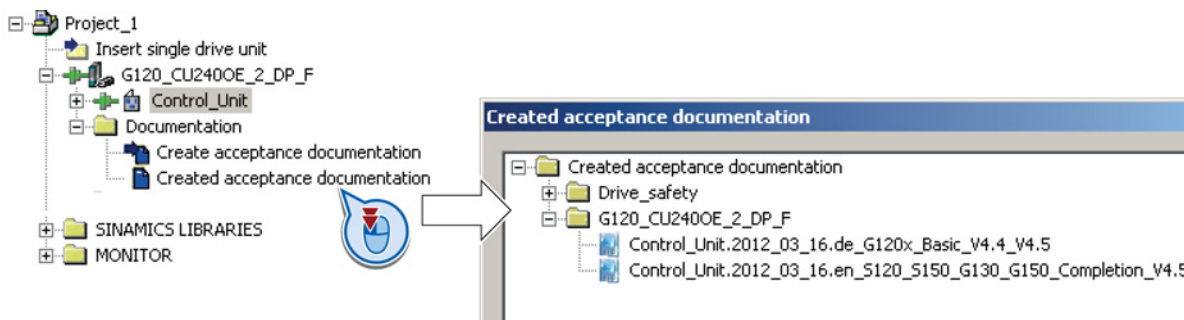 Project_1
Insert single drive unit
G120_CU240OE_2_DP_F
Control_Unit
Documentation
Create acceptance documentation
Created acceptance documentation
SINAMICS LIBRARIES
MONITOR
Created acceptance documentation
Created acceptance documentation
Drive_safety
G120_CU240OE_2_DP_F
Control_Unit.2012_03_16.de_G120x_Basic_V4.4_V4.5
Control_Unit.2012_03_16.en_S120_S150_G130_G150_Completion_V4.5